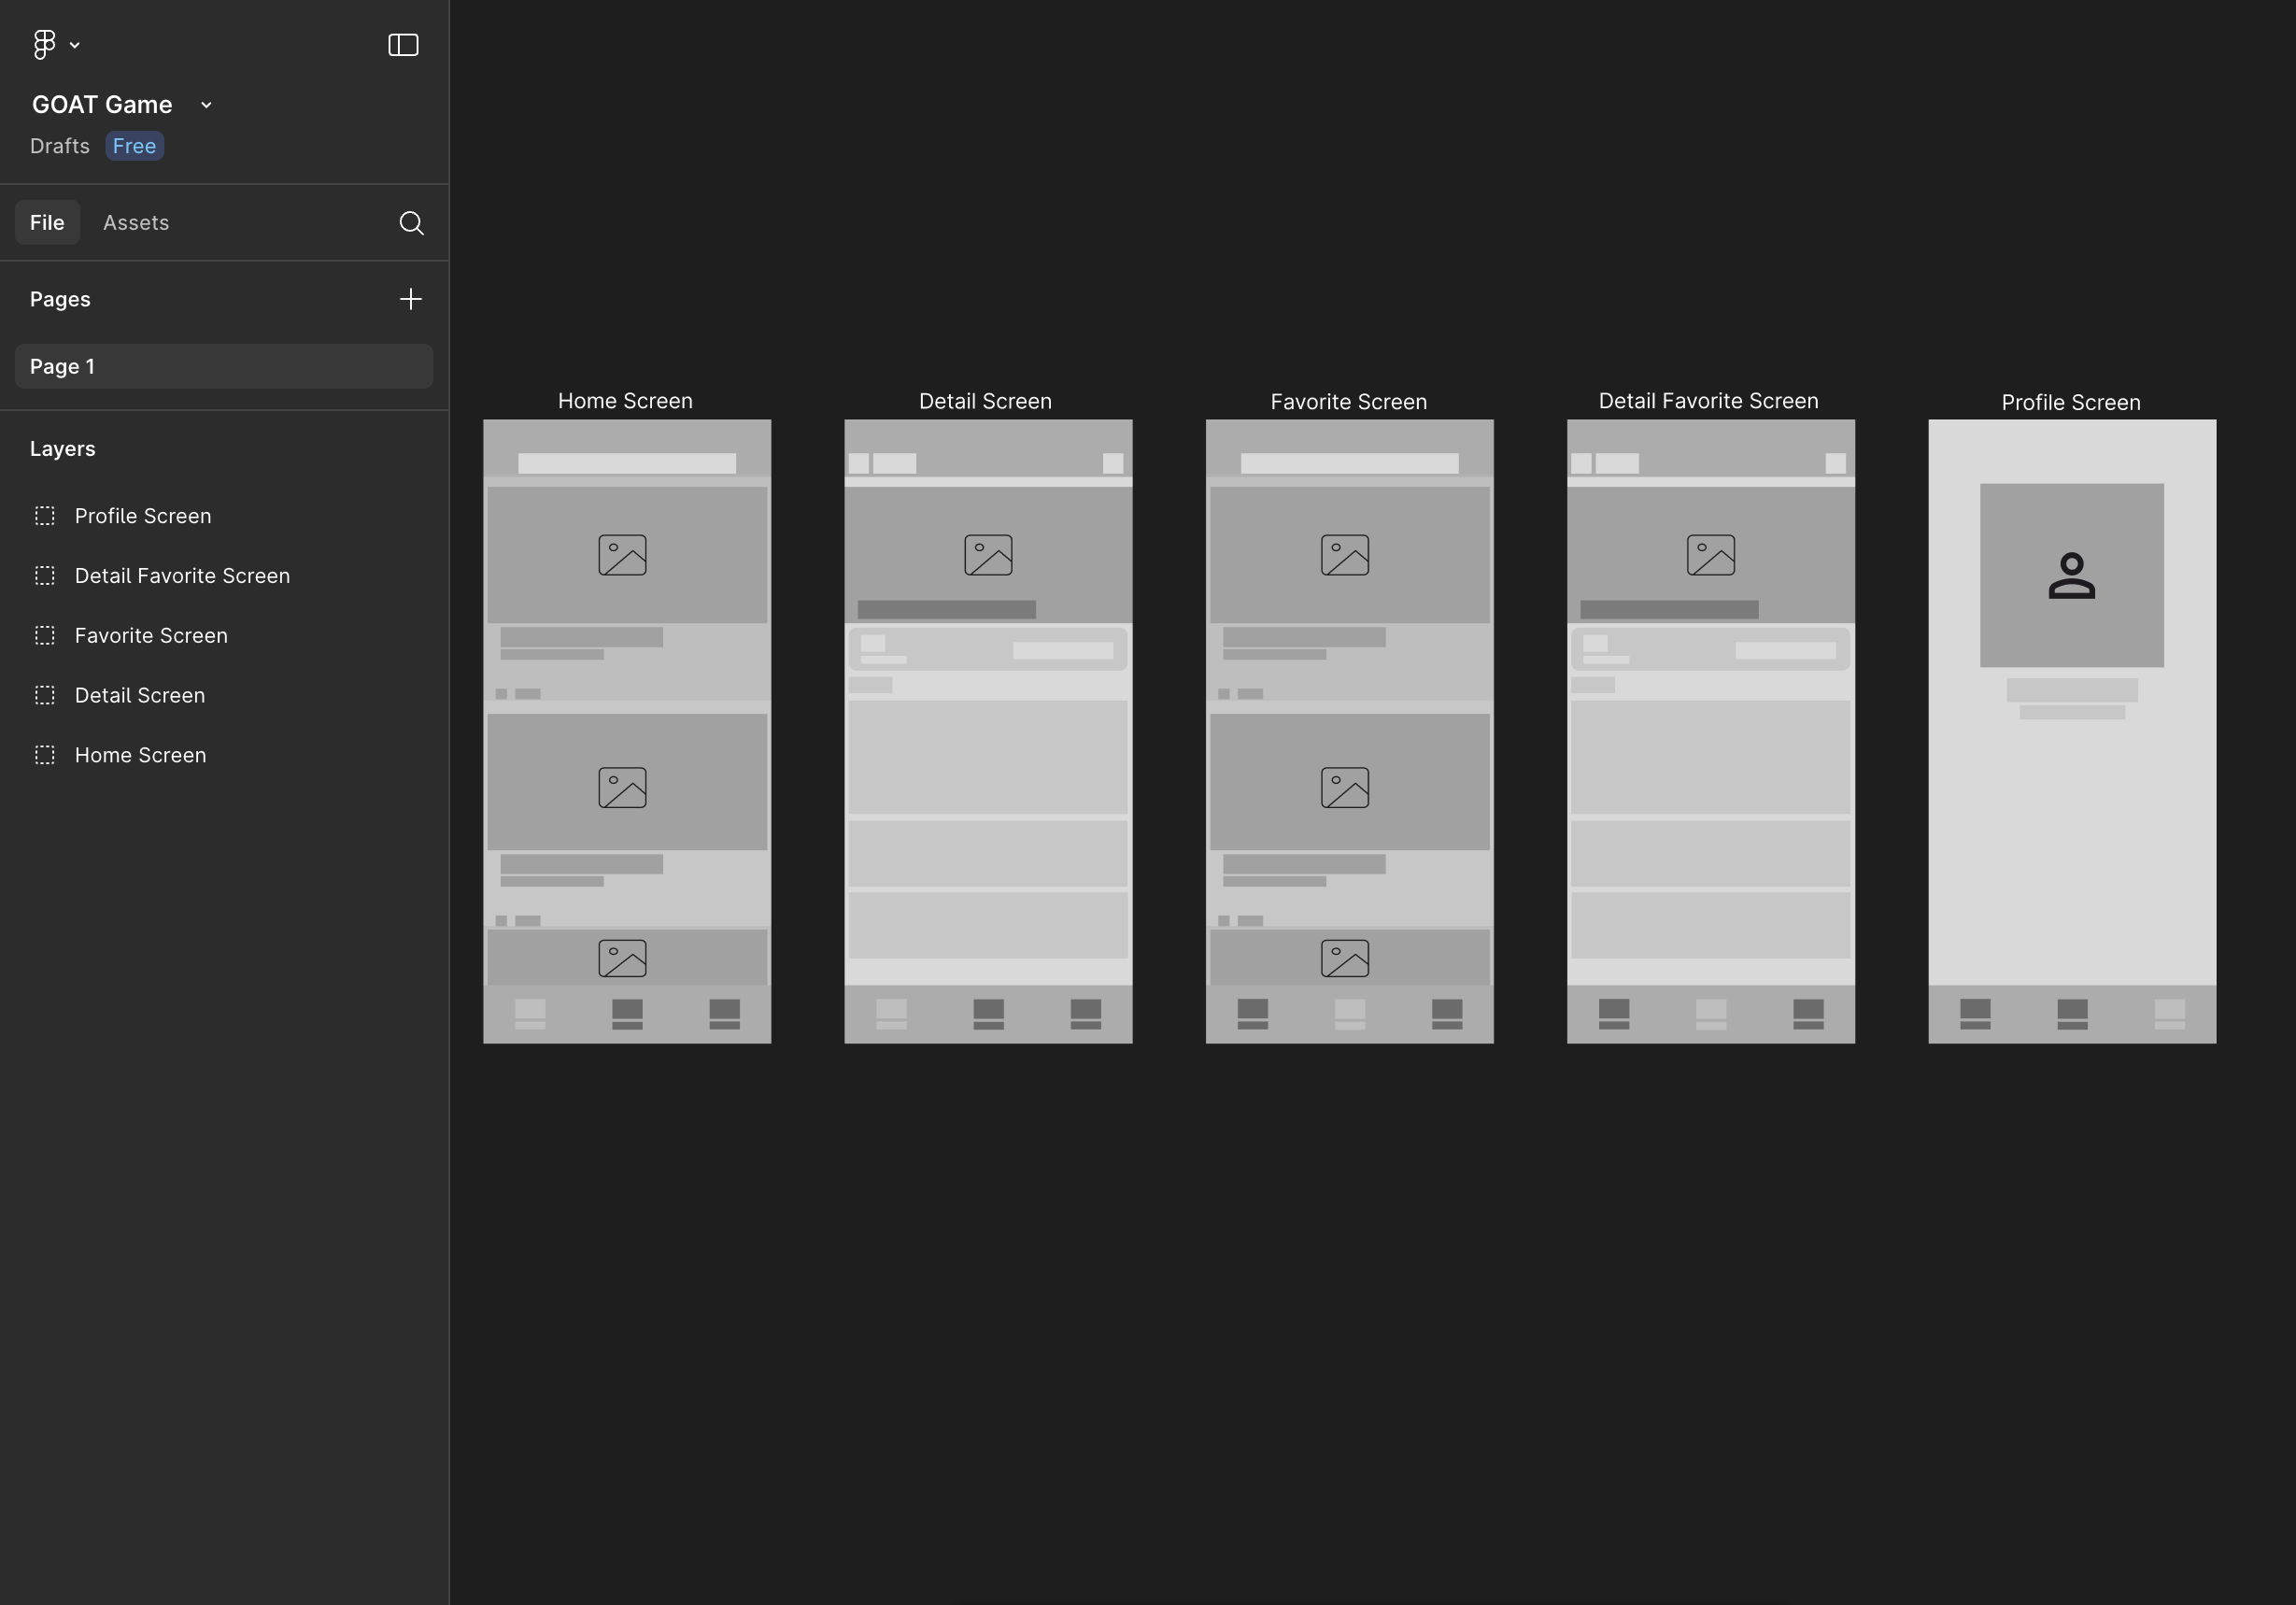 GOAT Game
Drafts Free
File Assets
Pages
Page 1
Layers
Profile Screen
Detail Favorite Screen
Favorite Screen
Detail Screen
Home Screen
Home Screen
Detail Screen
Favorite Screen
Detail Favorite Screen
Profile Screen